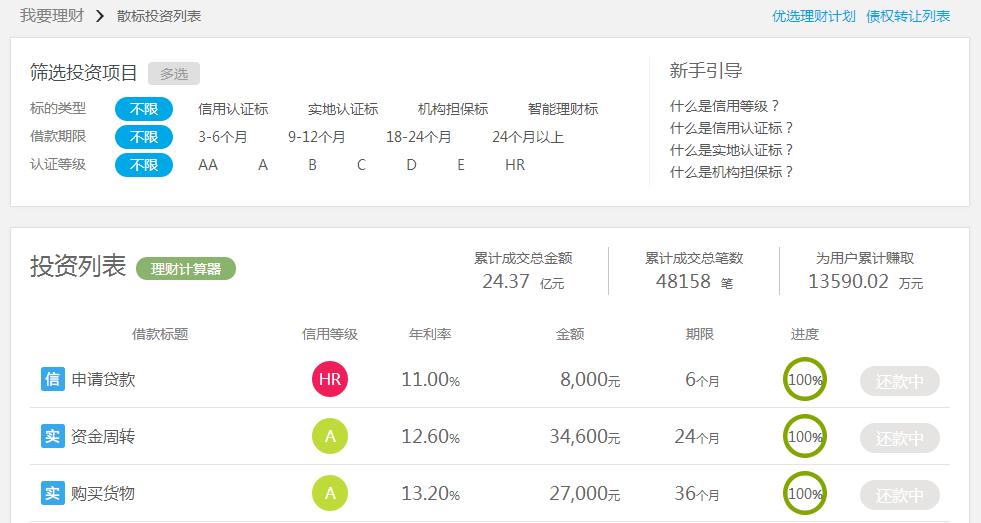 我要理财 > 散标投资列表 优选理财计划 债权转让列表
筛选投资项目 多选
标的类型 不限 信用认证标 实地认证标 机构担保标 智能理财标
借款期限 不限 3-6个月 9-12个月 18-24个月 24个月以上
认证等级 不限 AA A B C D E HR
新手引导
什么是信用等级？
什么是信用认证标？
什么是实地认证标？
什么是机构担保标？
投资列表 理财计算器
累计成交总金额 累计成交总笔数 为用户累计赚取
24.37 亿元 48158 笔 13590.02 万元
借款标题 信用等级 年利率 金额 期限 进度
信 申请贷款 HR 11.00% 8,000元 6个月 100% 还款中
实 资金周转 A 12.60% 34,600元 24个月 100% 还款中
实 购买货物 A 13.20% 27,000元 36个月 100% 还款中